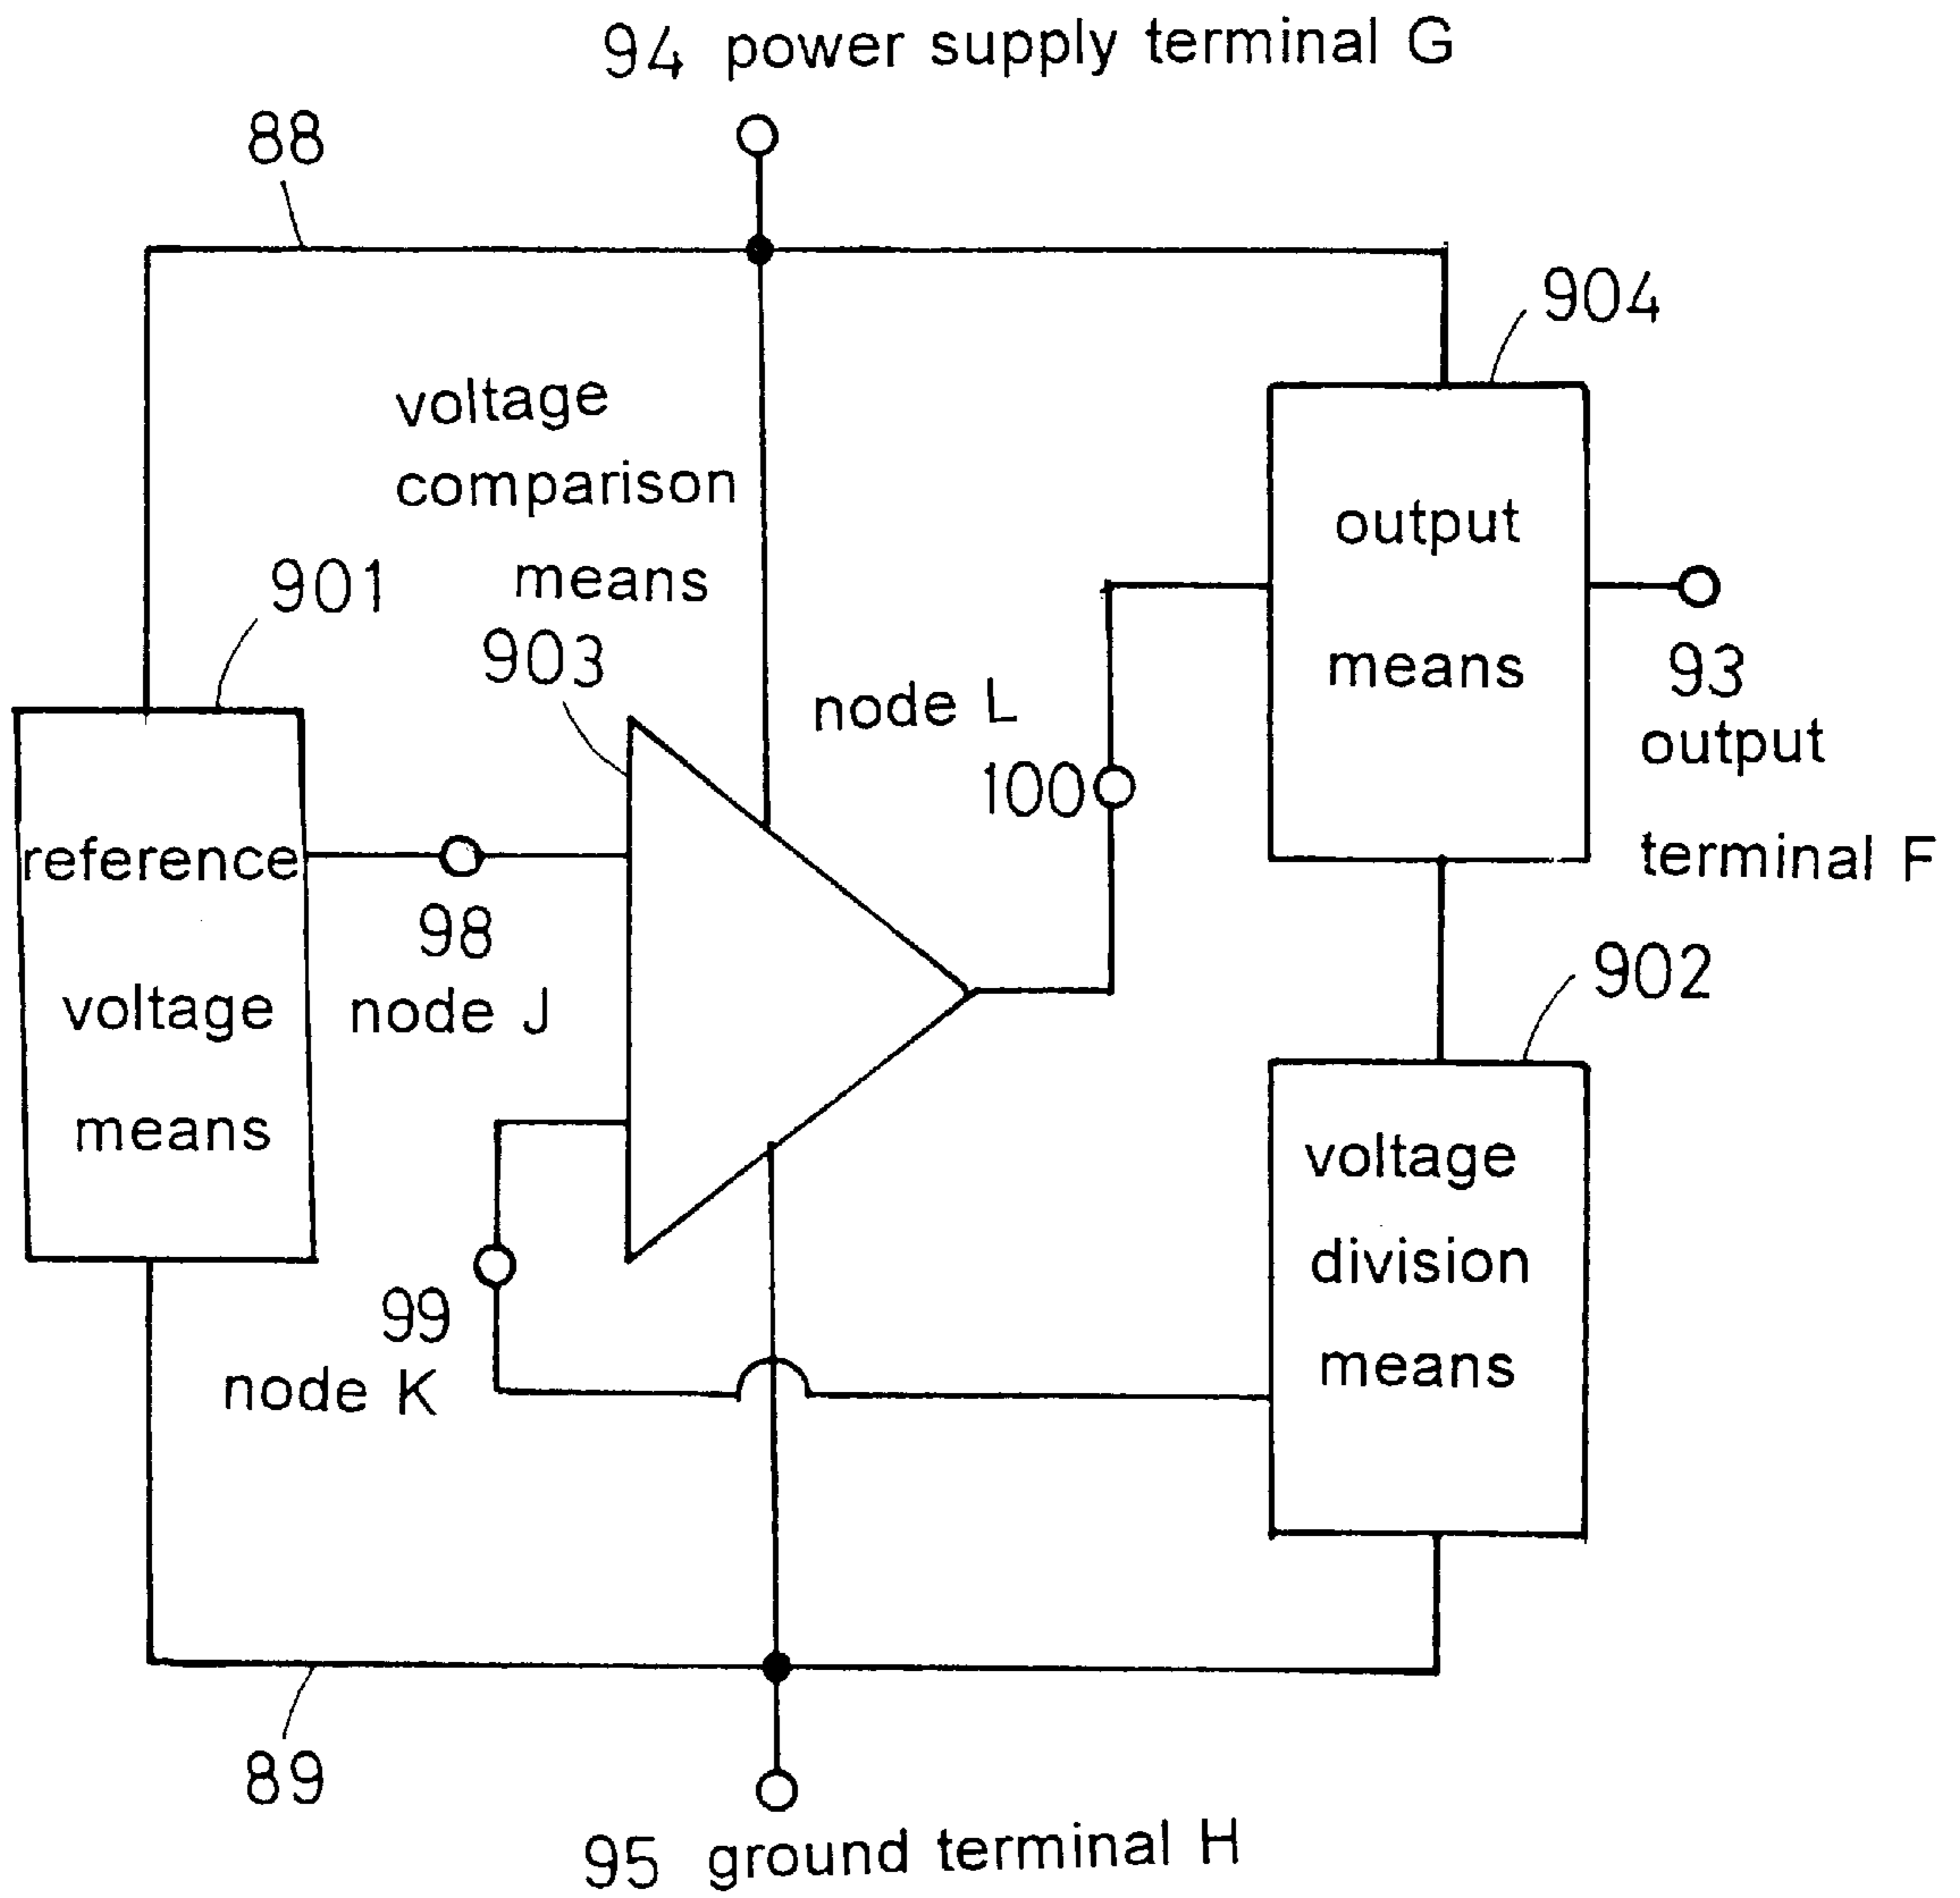 94 power supply terminal G
88
904
voltage
comparison
means
901
903
output
means
93
output
terminal F
node L
100
reference
voltage
means
98
node J
902
voltage
division
means
99
node K
89
95 ground terminal H